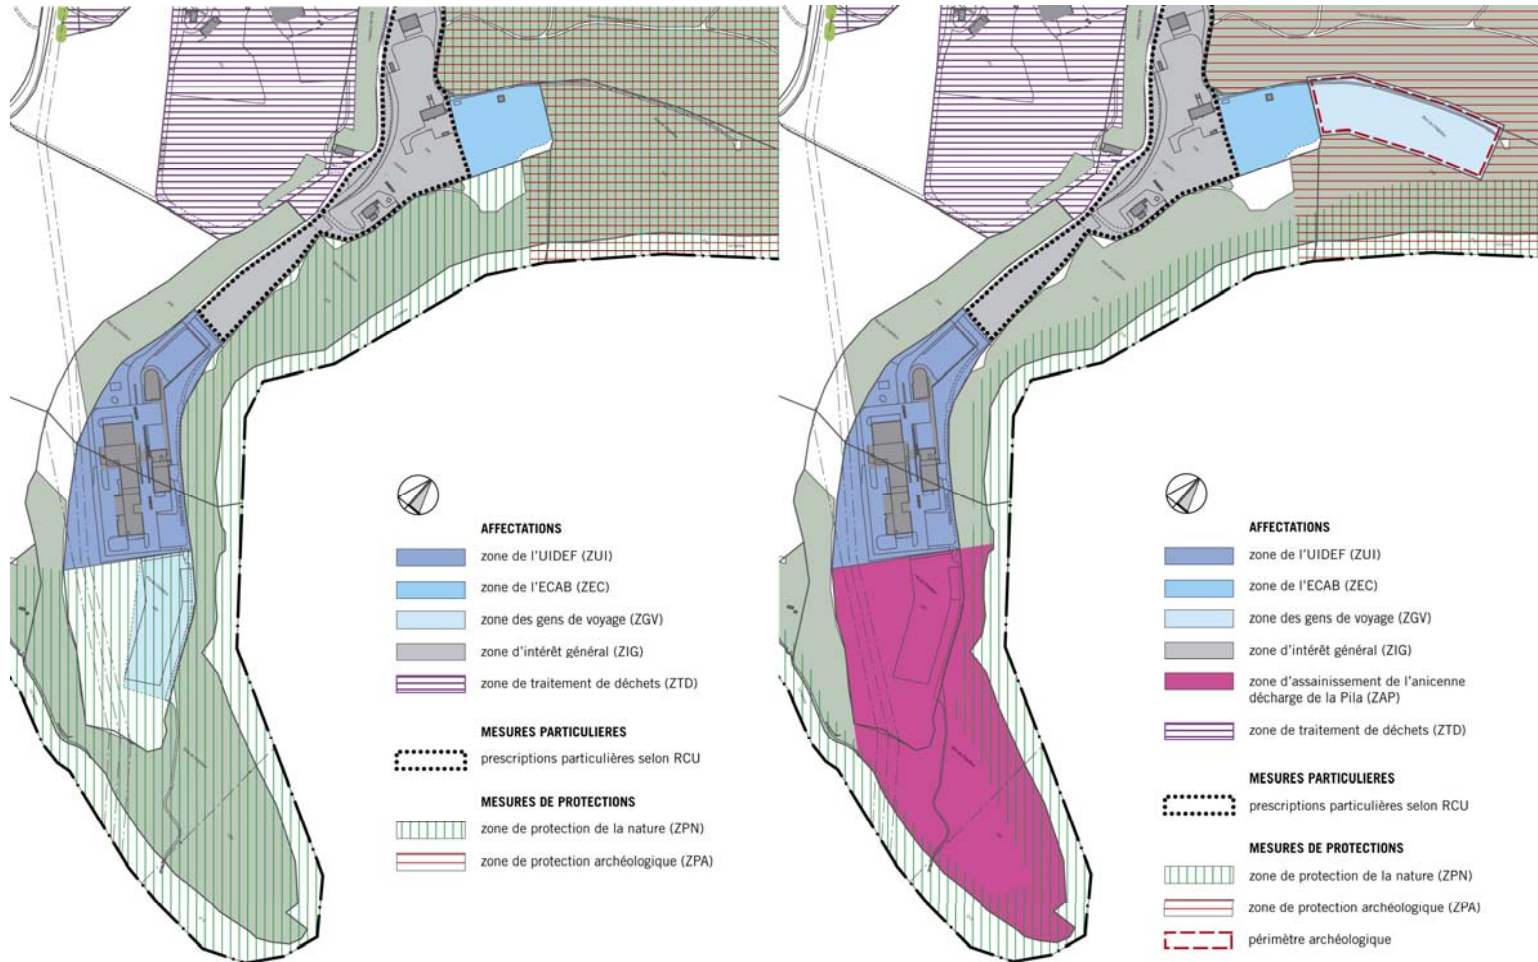 AFFECTATIONS
zone de l'UIDEF (ZUI)
zone de l'ECAB (ZEC)
zone des gens de voyage (ZGV)
zone d'intérêt général (ZIG)
zone de traitement de déchets (ZTD)
MESURES PARTICULIERES
prescriptions particulières selon RCU
MESURES DE PROTECTIONS
zone de protection de la nature (ZPN)
zone de protection archéologique (ZPA)
AFFECTATIONS
zone de l'UIDEF (ZUI)
zone de l'ECAB (ZEC)
zone des gens de voyage (ZGV)
zone d'intérêt général (ZIG)
zone d'assainissement de l'anicenne
décharge de la Pila (ZAP)
zone de traitement de déchets (ZTD)
MESURES PARTICULIERES
prescriptions particulières selon RCU
MESURES DE PROTECTIONS
zone de protection de la nature (ZPN)
zone de protection archéologique (ZPA)
périmètre archéologique